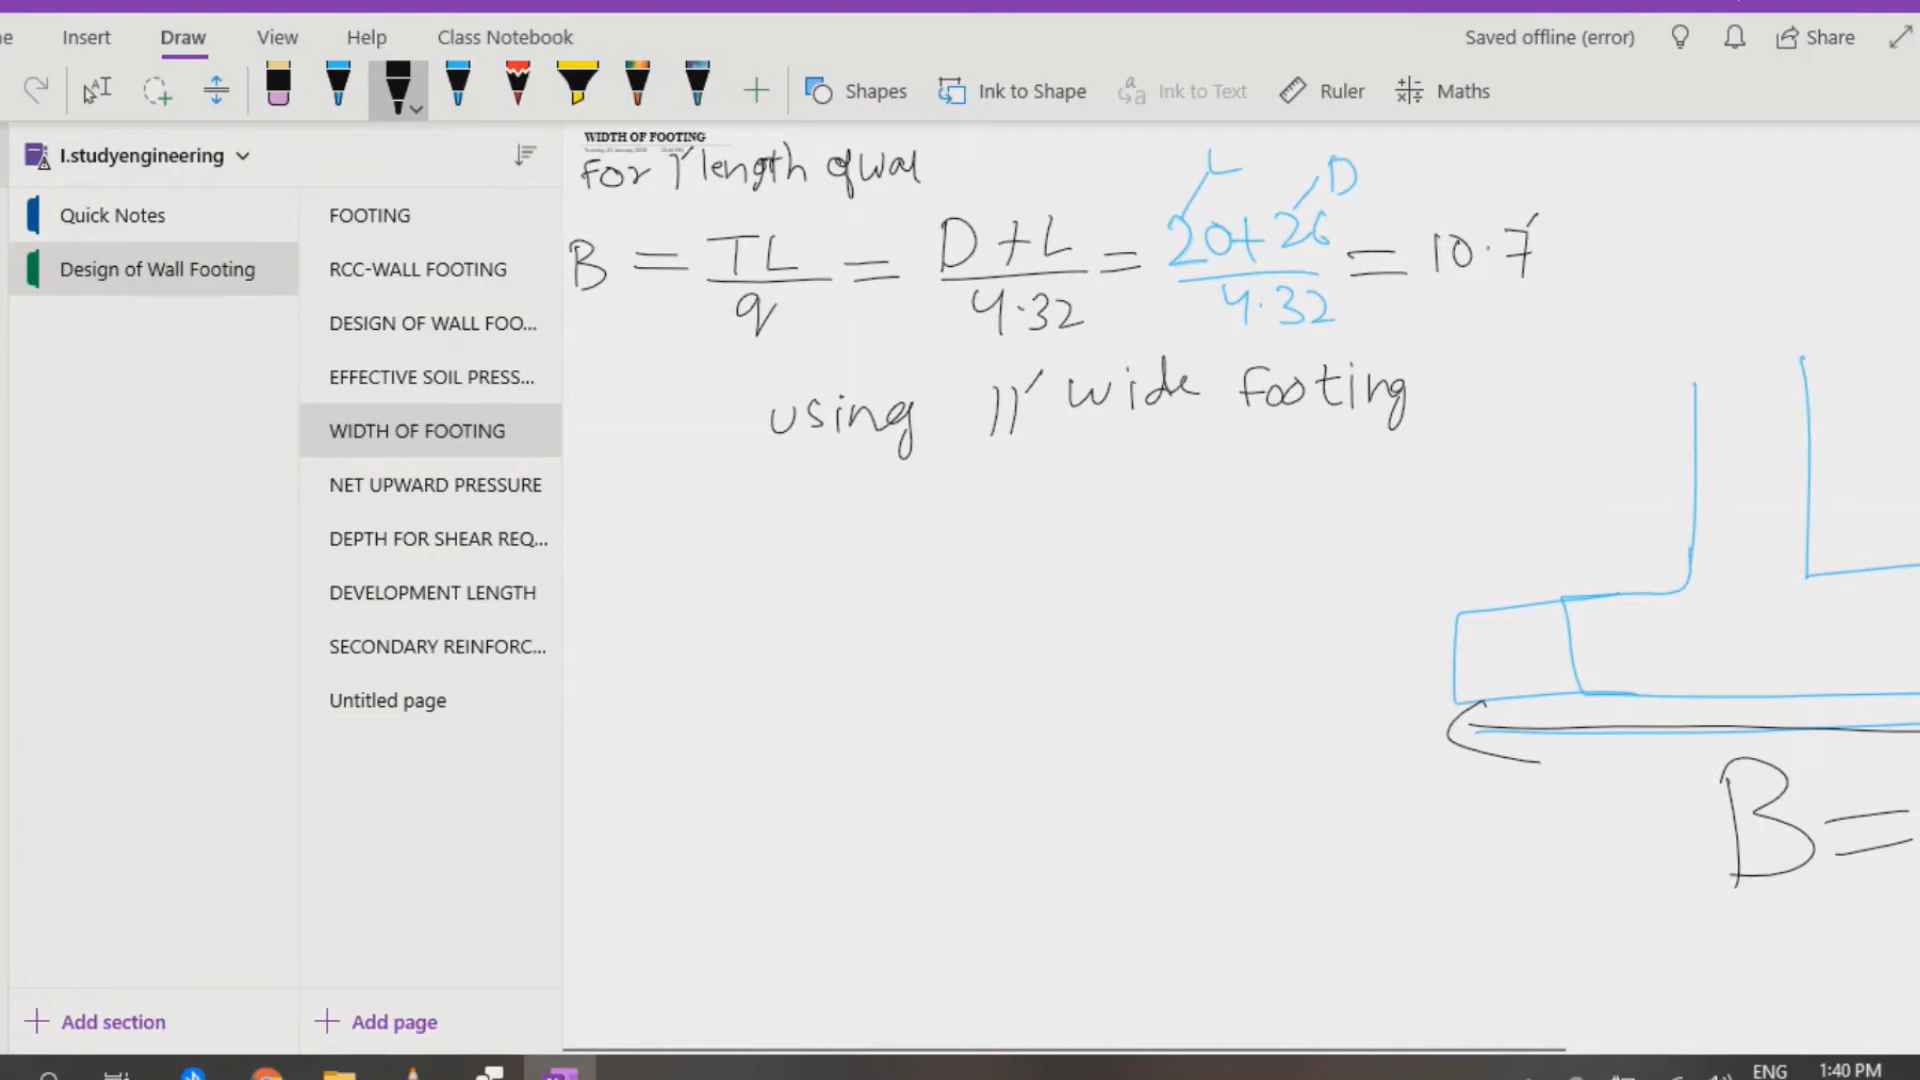 Insert Draw View Help Class Notebook Saved offline (error) Share
Shapes Ink to Shape Ink to Text Ruler Maths
I.studyengineering
Quick Notes
Design of Wall Footing
FOOTING
RCC-WALL FOOTING
DESIGN OF WALL FOO...
EFFECTIVE SOIL PRESS...
WIDTH OF FOOTING
NET UPWARD PRESSURE
DEPTH FOR SHEAR REQ...
DEVELOPMENT LENGTH
SECONDARY REINFORC...
Untitled page
Add section
Add page
WIDTH OF FOOTING
For 1' length of wal
L D
B = TL/q = D+L/4.32 = 20+26/4.32 = 10.7'
using 11' wide footing
B =
ENG 1:40 PM